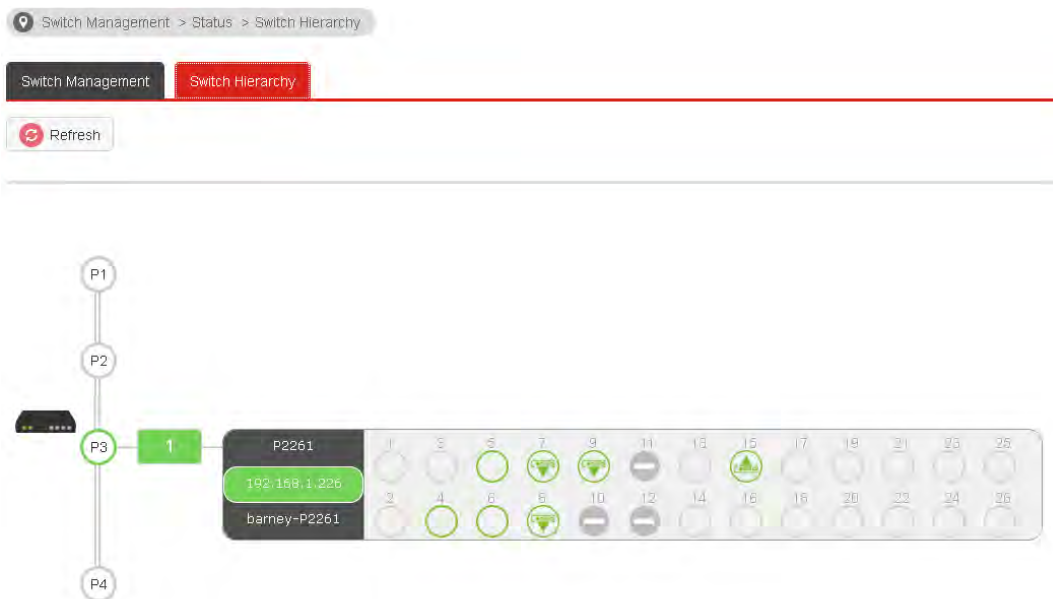 Switch Management > Status > Switch Hierarchy
Switch Management Switch Hierarchy
Refresh
P1
P2
P3
1
P2261
192.168.1.226
barney-P2261
1 3 5 7 9 11 13 15 17 19 21 23 25
2 4 6 8 10 12 14 16 18 20 22 24 26
P4